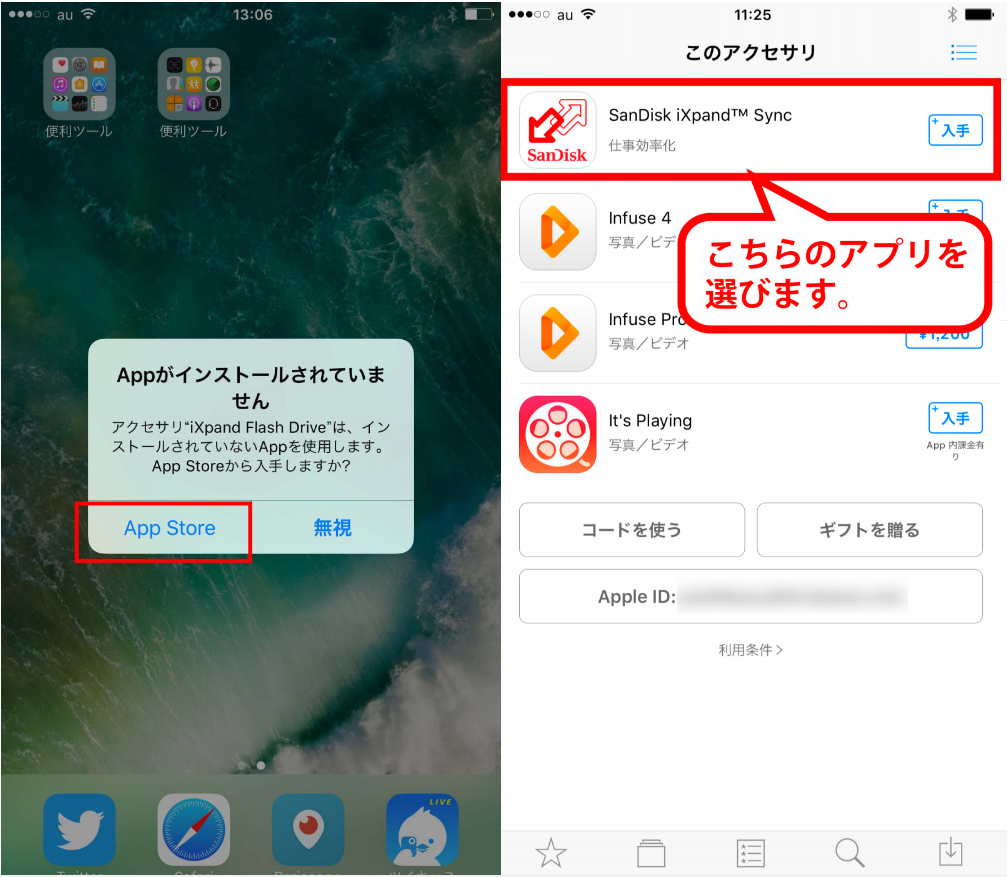 au
13:06
便利ツール
便利ツール
Appがインストールされていま
せん
アクセサリ“iXpand Flash Drive”は、イン
ストールされていないAppを使用します。
App Storeから入手しますか?
App Store
無視
LIVE
Twitter
Safari
Periscope
ツイキャス
au
11:25
このアクセサリ
SanDisk
SanDisk iXpand™ Sync
仕事効率化
+入手
Infuse 4
写真／ビデ
こちらのアプリを
選びます。
Infuse Pro
写真／ビデオ
¥1,200
It's Playing
写真／ビデオ
+入手
App 内課金有
り
コードを使う
ギフトを贈る
Apple ID:
利用条件 >